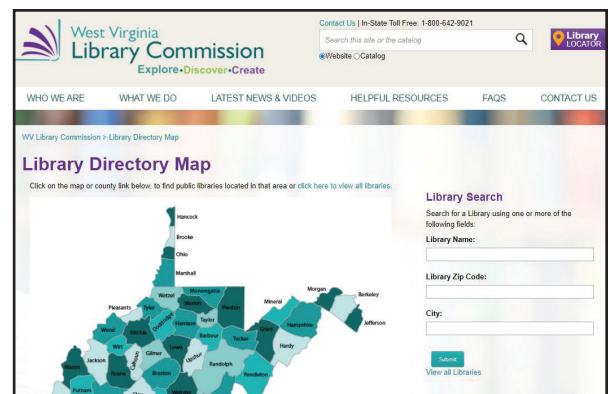 West Virginia
Library Commission
Explore•Discover•Create
Contact Us | In-State Toll Free: 1-800-642-9021
Search this site or the catalog
Website Catalog
Library
LOCATOR
WHO WE ARE WHAT WE DO LATEST NEWS & VIDEOS HELPFUL RESOURCES FAQS CONTACT US
WV Library Commission > Library Directory Map
Library Directory Map
Click on the map or county link below, to find public libraries located in that area or click here to view all libraries.
Hancock
Brooke
Ohio
Marshall
Wetzel
Monongalia
Marion
Preston
Morgan
Berkeley
Jefferson
Mineral
Hampshire
Grant
Hardy
Pleasants
Tyler
Doddridge
Harrison
Taylor
Barbour
Tucker
Wood
Ritchie
Wirt
Lewis
Gilmer
Calhoun
Upshur
Randolph
Pendleton
Jackson
Roane
Braxton
Mason
Putnam
Webster
Library Search
Search for a Library using one or more of the
following fields:
Library Name:
Library Zip Code:
City:
Submit
View all Libraries